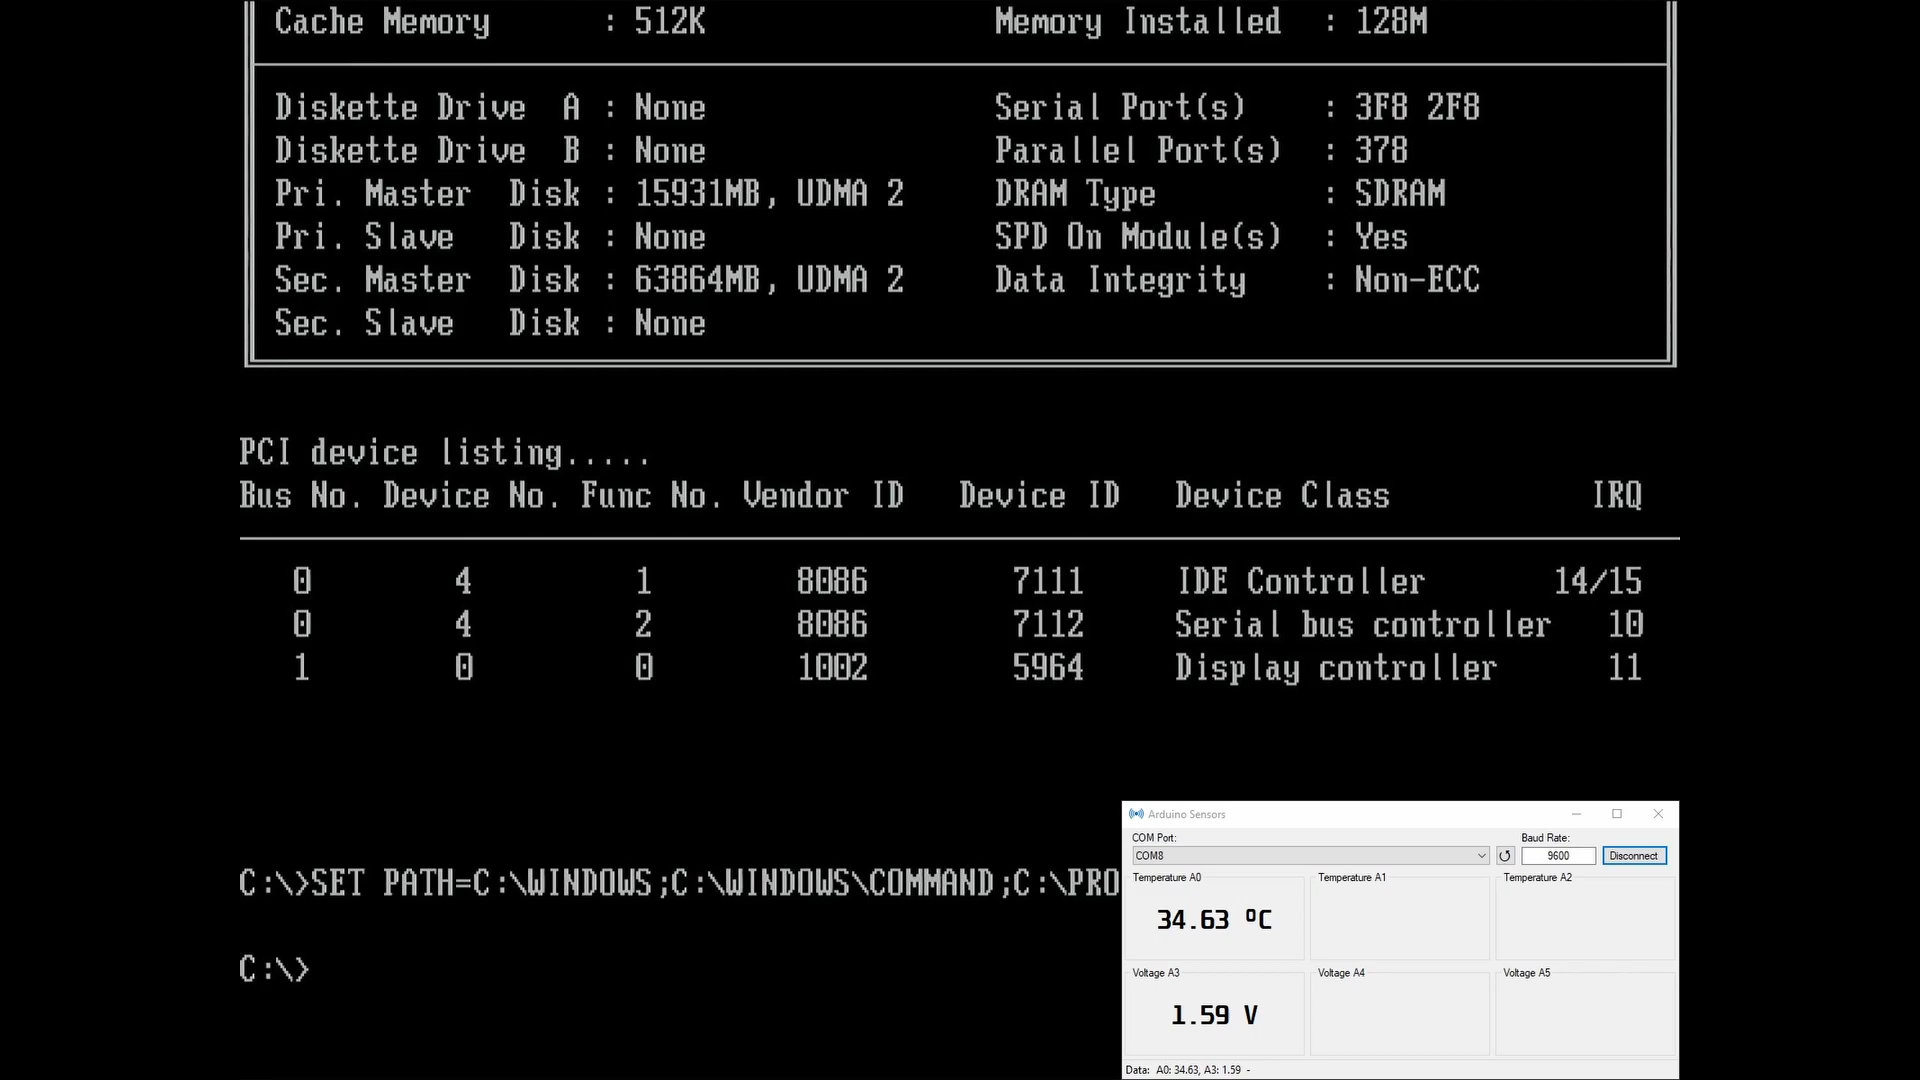 Cache Memory : 512K Memory Installed : 128M
Diskette Drive A : None Serial Port(s) : 3F8 2F8
Diskette Drive B : None Parallel Port(s) : 378
Pri. Master Disk : 15931MB, UDMA 2 DRAM Type : SDRAM
Pri. Slave Disk : None SPD On Module(s) : Yes
Sec. Master Disk : 63864MB, UDMA 2 Data Integrity : Non-ECC
Sec. Slave Disk : None
PCI device listing.....
Bus No. Device No. Func No. Vendor ID Device ID Device Class IRQ
0 4 1 8086 7111 IDE Controller 14/15
0 4 2 8086 7112 Serial bus controller 10
1 0 0 1002 5964 Display controller 11
C:\>SET PATH=C:\WINDOWS;C:\WINDOWS\COMMAND;C:\PRO
C:\>
Arduino Sensors
COM Port: Baud Rate:
COM8 9600 Disconnect
Temperature A0 Temperature A1 Temperature A2
34.63 ºC
Voltage A3 Voltage A4 Voltage A5
1.59 V
Data: A0: 34.63, A3: 1.59 -